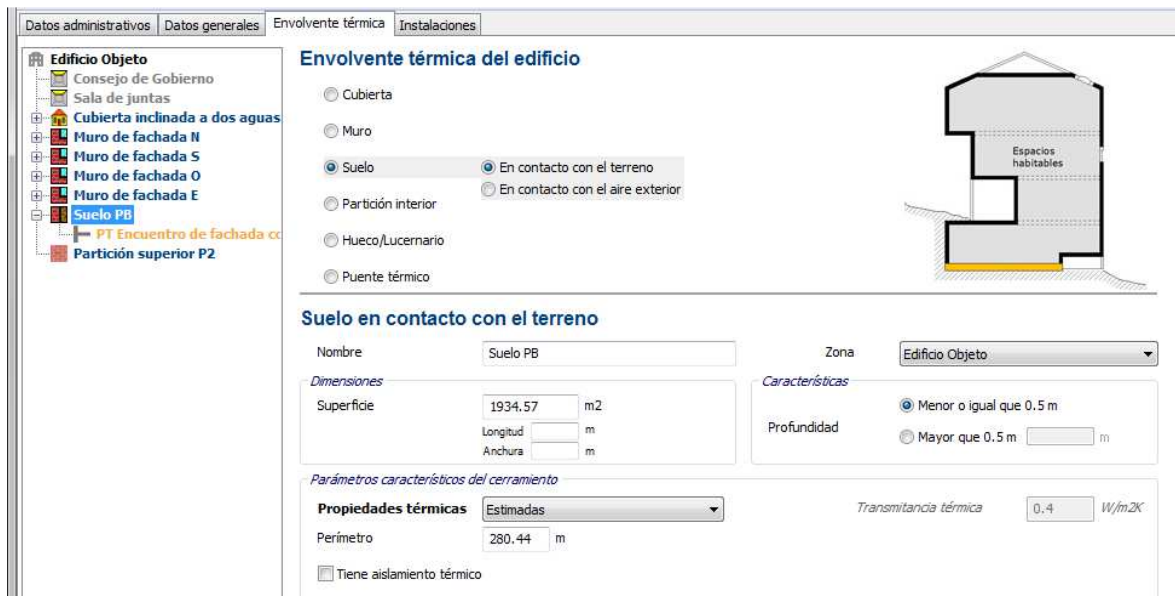 Datos administrativos Datos generales Envolvente térmica Instalaciones
Edificio Objeto
Consejo de Gobierno
Sala de juntas
Cubierta inclinada a dos aguas
Muro de fachada N
Muro de fachada S
Muro de fachada O
Muro de fachada E
Suelo PB
PT Encuentro de fachada cc
Partición superior P2
Envolvente térmica del edificio
Cubierta
Muro
Suelo En contacto con el terreno
En contacto con el aire exterior
Partición interior
Hueco/Lucernario
Puente térmico
Espacios
habitables
Suelo en contacto con el terreno
Nombre Suelo PB Zona Edificio Objeto
Dimensiones
Superficie 1934.57 m2
Longitud m
Anchura m
Características
Profundidad
Menor o igual que 0.5 m
Mayor que 0.5 m m
Parámetros característicos del cerramiento
Propiedades térmicas Estimadas Transmitancia térmica 0.4 W/m2K
Perímetro 280.44 m
Tiene aislamiento térmico